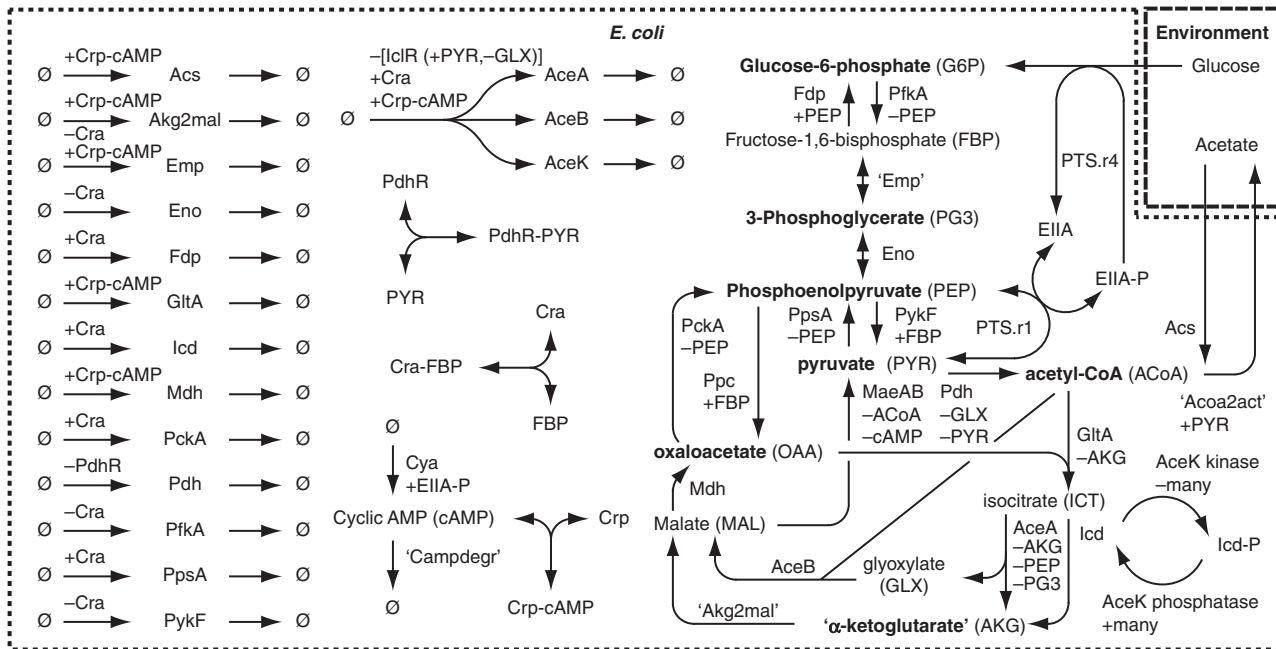 E. coli
Environment
+Crp-cAMP
Ø Acs Ø
+Crp-cAMP
Ø Akg2mal Ø
–Cra
+Crp-cAMP
Ø Emp Ø
–Cra
Ø Eno Ø
+Cra
Ø Fdp Ø
+Crp-cAMP
Ø GltA Ø
+Cra
Ø Icd Ø
+Crp-cAMP
Ø Mdh Ø
+Cra
Ø PckA Ø
–PdhR
Ø Pdh Ø
–Cra
Ø PfkA Ø
+Cra
Ø PpsA Ø
–Cra
Ø PykF Ø
–[IclR (+PYR,–GLX)]
+Cra
+Crp-cAMP
Ø
AceA Ø
AceB Ø
AceK Ø
PdhR
PdhR-PYR
PYR
Cra
Cra-FBP
FBP
Ø
Cya
+EIIA-P
Cyclic AMP (cAMP)
Crp
‘Campdegr’
Crp-cAMP
Ø
Glucose-6-phosphate (G6P)
Glucose
Fdp
+PEP
PfkA
–PEP
Fructose-1,6-bisphosphate (FBP)
Acetate
PTS.r4
‘Emp’
3-Phosphoglycerate (PG3)
EIIA
Eno
EIIA-P
Phosphoenolpyruvate (PEP)
PckA
–PEP
PpsA
–PEP
PykF
+FBP
PTS.r1
Acs
Ppc
+FBP
pyruvate (PYR)
acetyl-CoA (ACoA)
MaeAB
–ACoA
–cAMP
Pdh
–GLX
–PYR
‘Acoa2act’
+PYR
GltA
–AKG
oxaloacetate (OAA)
AceK kinase
–many
Mdh
isocitrate (ICT)
Malate (MAL)
AceA
–AKG
–PEP
–PG3
Icd
Icd-P
AceB
glyoxylate
(GLX)
AceK phosphatase
+many
‘Akg2mal’
‘α-ketoglutarate’ (AKG)